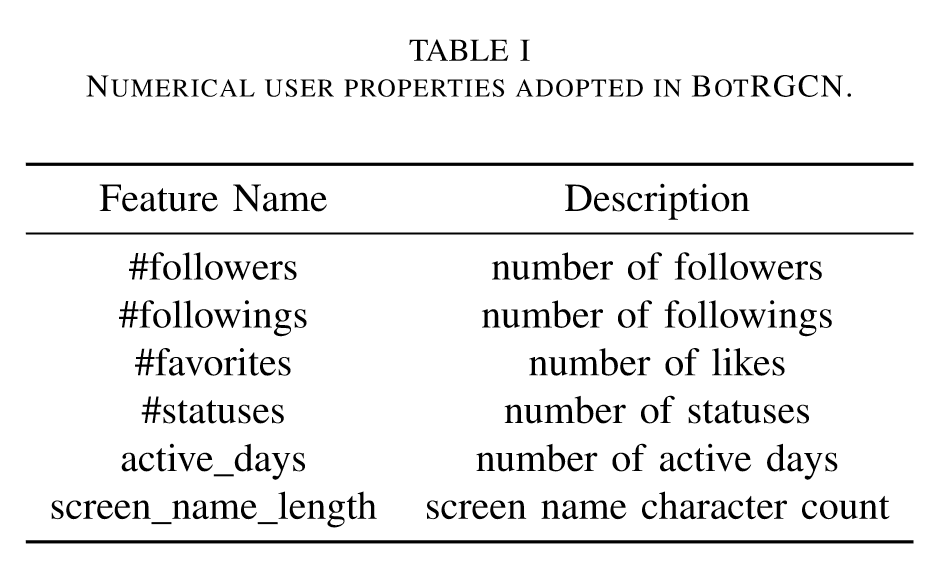 TABLE I
NUMERICAL USER PROPERTIES ADOPTED IN BOTRGCN.
Feature Name Description
#followers number of followers
#followings number of followings
#favorites number of likes
#statuses number of statuses
active_days number of active days
screen_name_length screen name character count